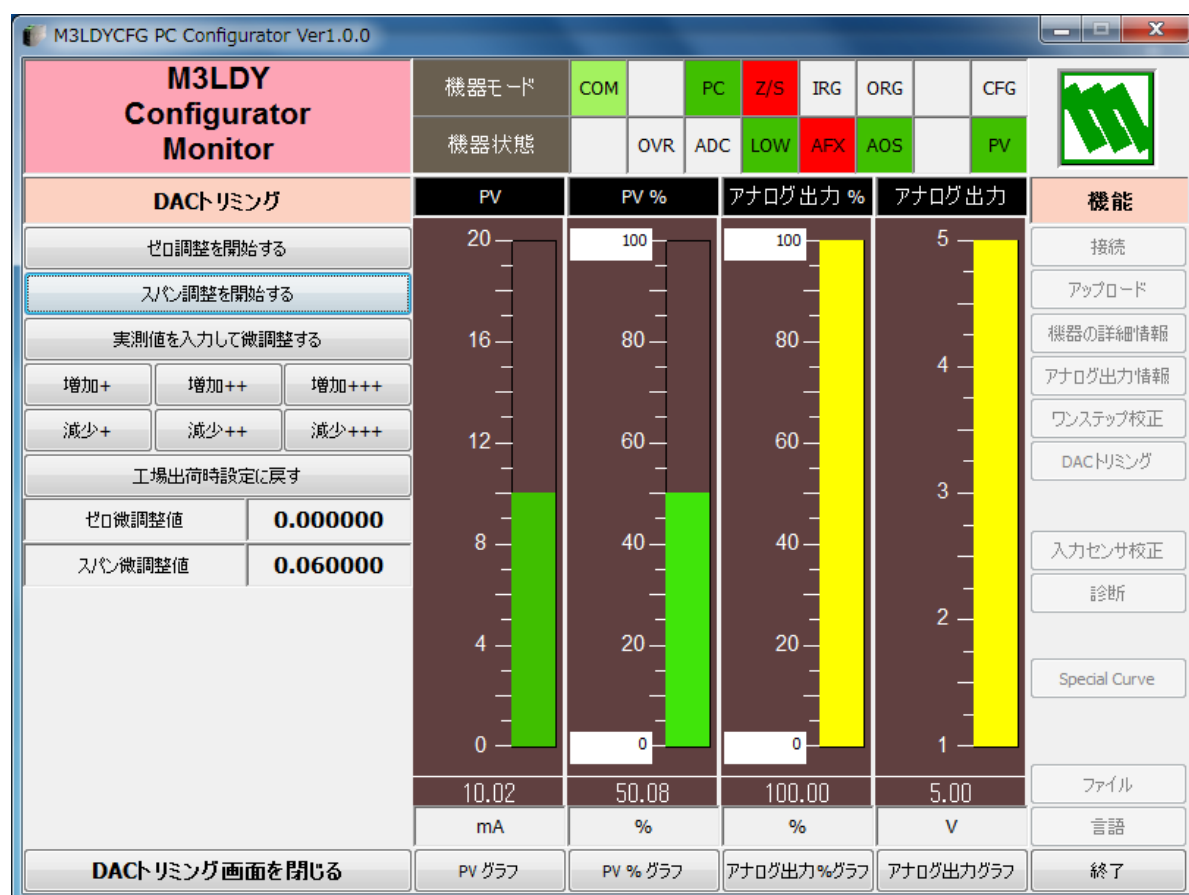 M3LDYCFG PC Configurator Ver1.0.0
M3LDY
Configurator
Monitor
機器モード
COM
PC
Z/S
IRG
ORG
CFG
機器状態
OVR
ADC
LOW
AFX
AOS
PV
DACトリミング
ゼロ調整を開始する
スパン調整を開始する
実測値を入力して微調整する
増加+
増加++
増加+++
減少+
減少++
減少+++
工場出荷時設定に戻す
ゼロ微調整値
0.000000
スパン微調整値
0.060000
DACトリミング画面を閉じる
PV
20
16
12
8
4
0
10.02
mA
PV グラフ
PV %
100
80
60
40
20
0
50.08
%
PV % グラフ
アナログ出力 %
100
80
60
40
20
0
100.00
%
アナログ出力%グラフ
アナログ出力
5
4
3
2
1
5.00
V
アナログ出力グラフ
機能
接続
アップロード
機器の詳細情報
アナログ出力情報
ワンステップ校正
DACトリミング
入力センサ校正
診断
Special Curve
ファイル
言語
終了